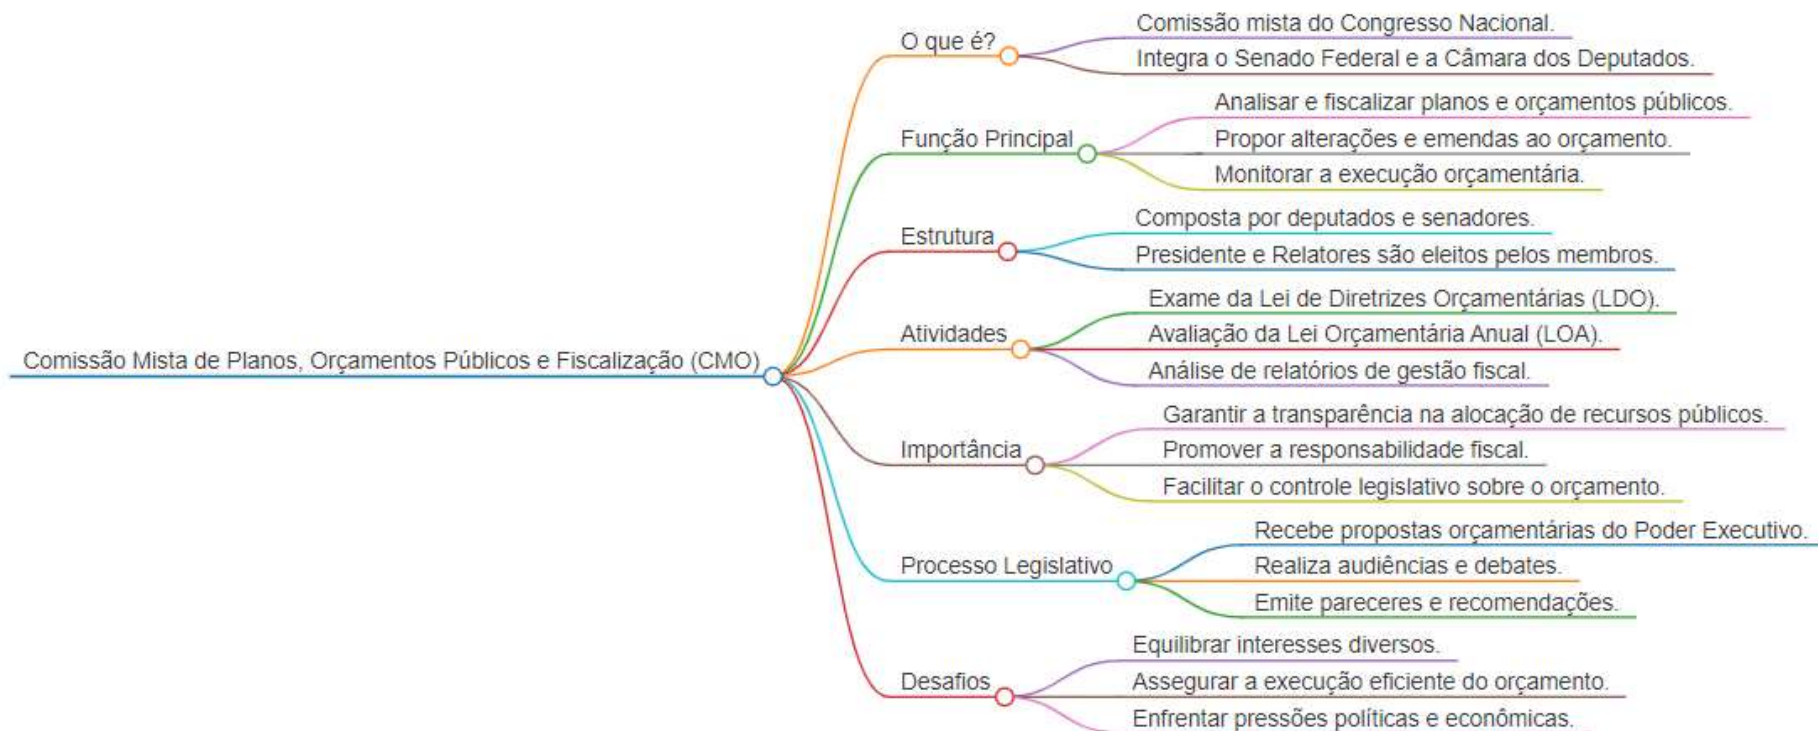 Comissão Mista de Planos, Orçamentos Públicos e Fiscalização (CMO)
O que é?
Comissão mista do Congresso Nacional.
Integra o Senado Federal e a Câmara dos Deputados.
Função Principal
Analisar e fiscalizar planos e orçamentos públicos.
Propor alterações e emendas ao orçamento.
Monitorar a execução orçamentária.
Estrutura
Composta por deputados e senadores.
Presidente e Relatores são eleitos pelos membros.
Atividades
Exame da Lei de Diretrizes Orçamentárias (LDO).
Avaliação da Lei Orçamentária Anual (LOA).
Análise de relatórios de gestão fiscal.
Importância
Garantir a transparência na alocação de recursos públicos.
Promover a responsabilidade fiscal.
Facilitar o controle legislativo sobre o orçamento.
Processo Legislativo
Recebe propostas orçamentárias do Poder Executivo.
Realiza audiências e debates.
Emite pareceres e recomendações.
Desafios
Equilibrar interesses diversos.
Assegurar a execução eficiente do orçamento.
Enfrentar pressões políticas e econômicas.